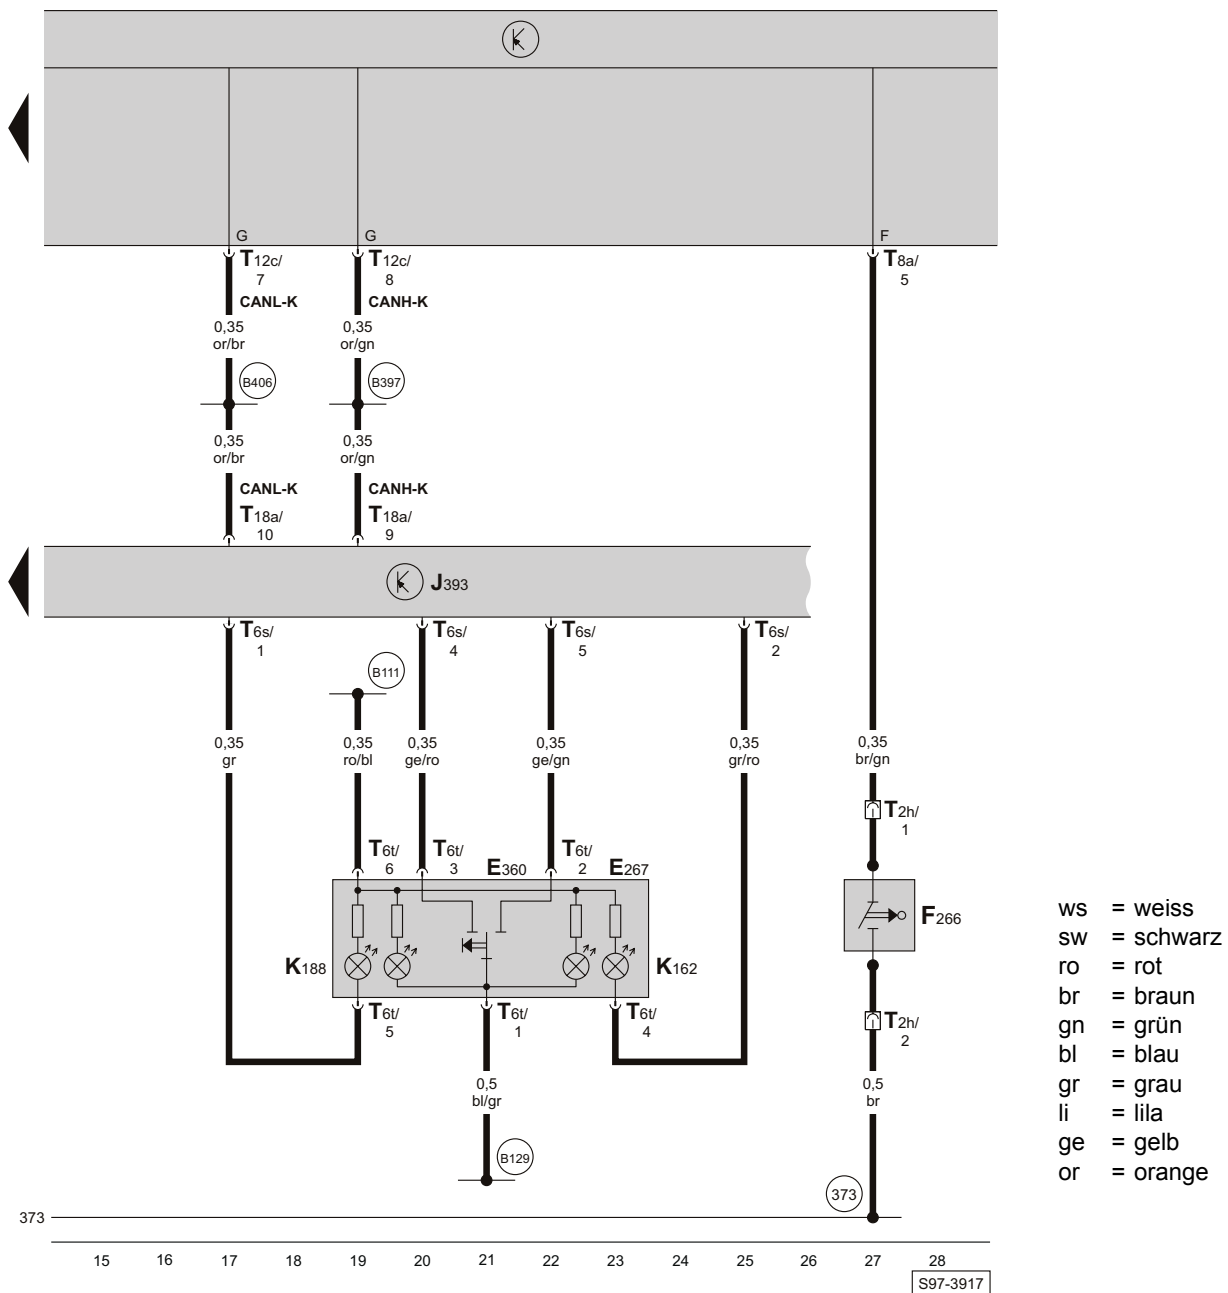 G G F
T12c/ T12c/ T8a/
7 8 5
CANL-K CANH-K
0,35 0,35
or/br or/gn
B406 B397
0,35 0,35
or/br or/gn
CANL-K CANH-K
T18a/ T18a/
10 9
J393
T6s/ T6s/ T6s/ T6s/
1 4 5 2
B111
0,35 0,35 0,35 0,35 0,35 0,35
gr ro/bl ge/ro ge/gn gr/ro br/gn
T2h/
1
T6t/ T6t/ E360 T6t/ E267
6 3 2
F266
K188 K162
T6t/ T6t/ T6t/ T2h/
5 1 4 2
0,5 0,5
bl/gr br
B129
373
373
15 16 17 18 19 20 21 22 23 24 25 26 27 28
S97-3917
ws = weiss
sw = schwarz
ro = rot
br = braun
gn = grün
bl = blau
gr = grau
li = lila
ge = gelb
or = orange